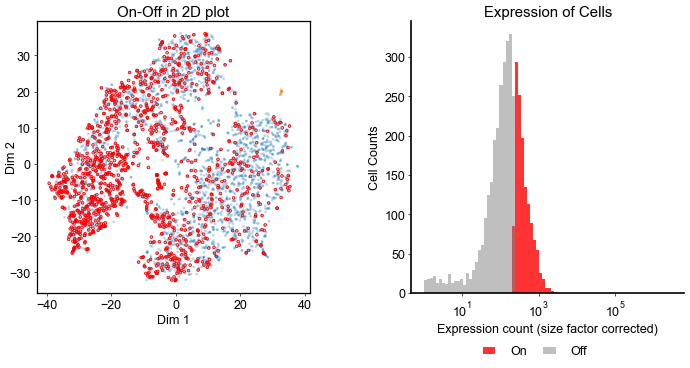 On-Off in 2D plot
Dim 2
30
20
10
0
−10
−20
−30
−40
−20
0
20
40
Dim 1
Expression of Cells
Cell Counts
300
250
200
150
100
50
0
10^1
10^3
10^5
Expression count (size factor corrected)
On
Off